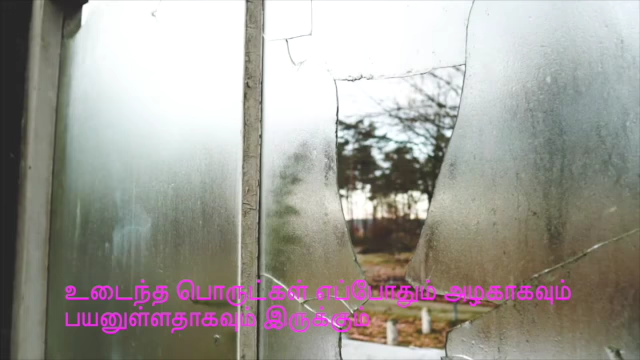 உடைந்த பொருட்கள் எப்போதும் அழகாகவும்
பயனுள்ளதாகவும் இருக்கும்